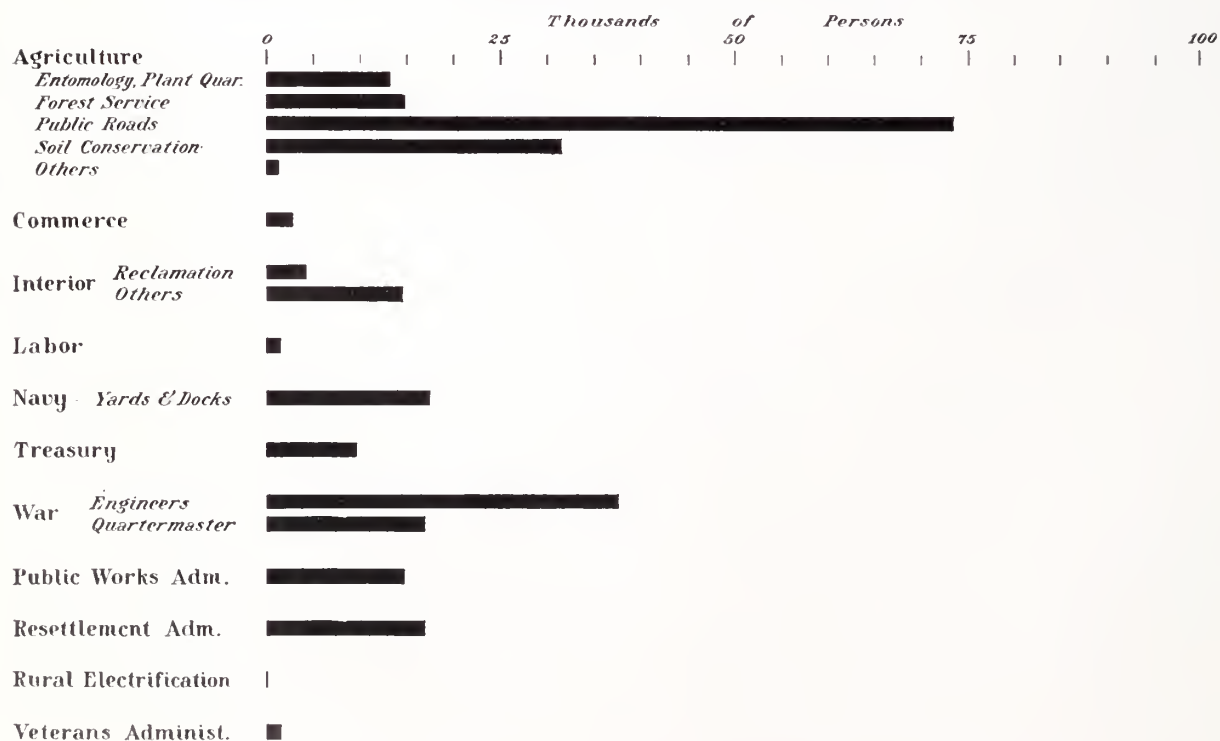 Thousands of Persons
0 25 50 75 100
Agriculture
Entomology, Plant Quar.
Forest Service
Public Roads
Soil Conservation
Others
Commerce
Interior Reclamation
Others
Labor
Navy Yards & Docks
Treasury
War Engineers
Quartermaster
Public Works Adm.
Resettlement Adm.
Rural Electrification
Veterans Administ.